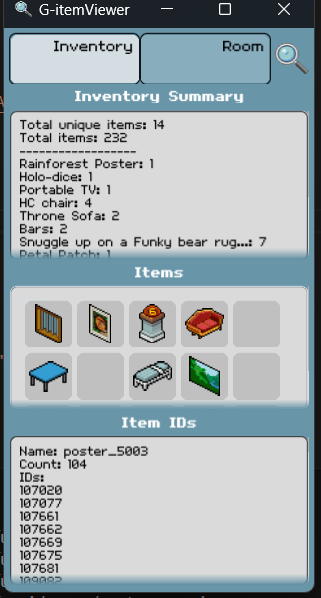 G-itemViewer
Inventory
Room
Inventory Summary
Total unique items: 14
Total items: 232
------------------
Rainforest Poster: 1
Holo-dice: 1
Portable TV: 1
HC chair: 4
Throne Sofa: 2
Bars: 2
Snuggle up on a Funky bear rug...: 7
Petal Patch: 1
Items
6
Item IDs
Name: poster_5003
Count: 104
IDs:
107020
107077
107661
107662
107669
107675
107681
109082